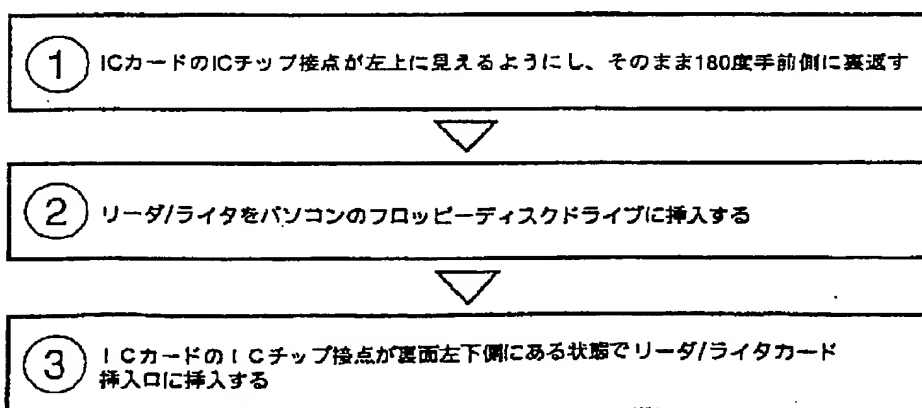 ① ICカードのICチップ接点が左上に見えるようにし、そのまま180度手前側に裏返す
② リーダ/ライタをパソコンのフロッピーディスクドライブに挿入する
③ ICカードのICチップ接点が裏面左下側にある状態でリーダ/ライタカード
挿入口に挿入する